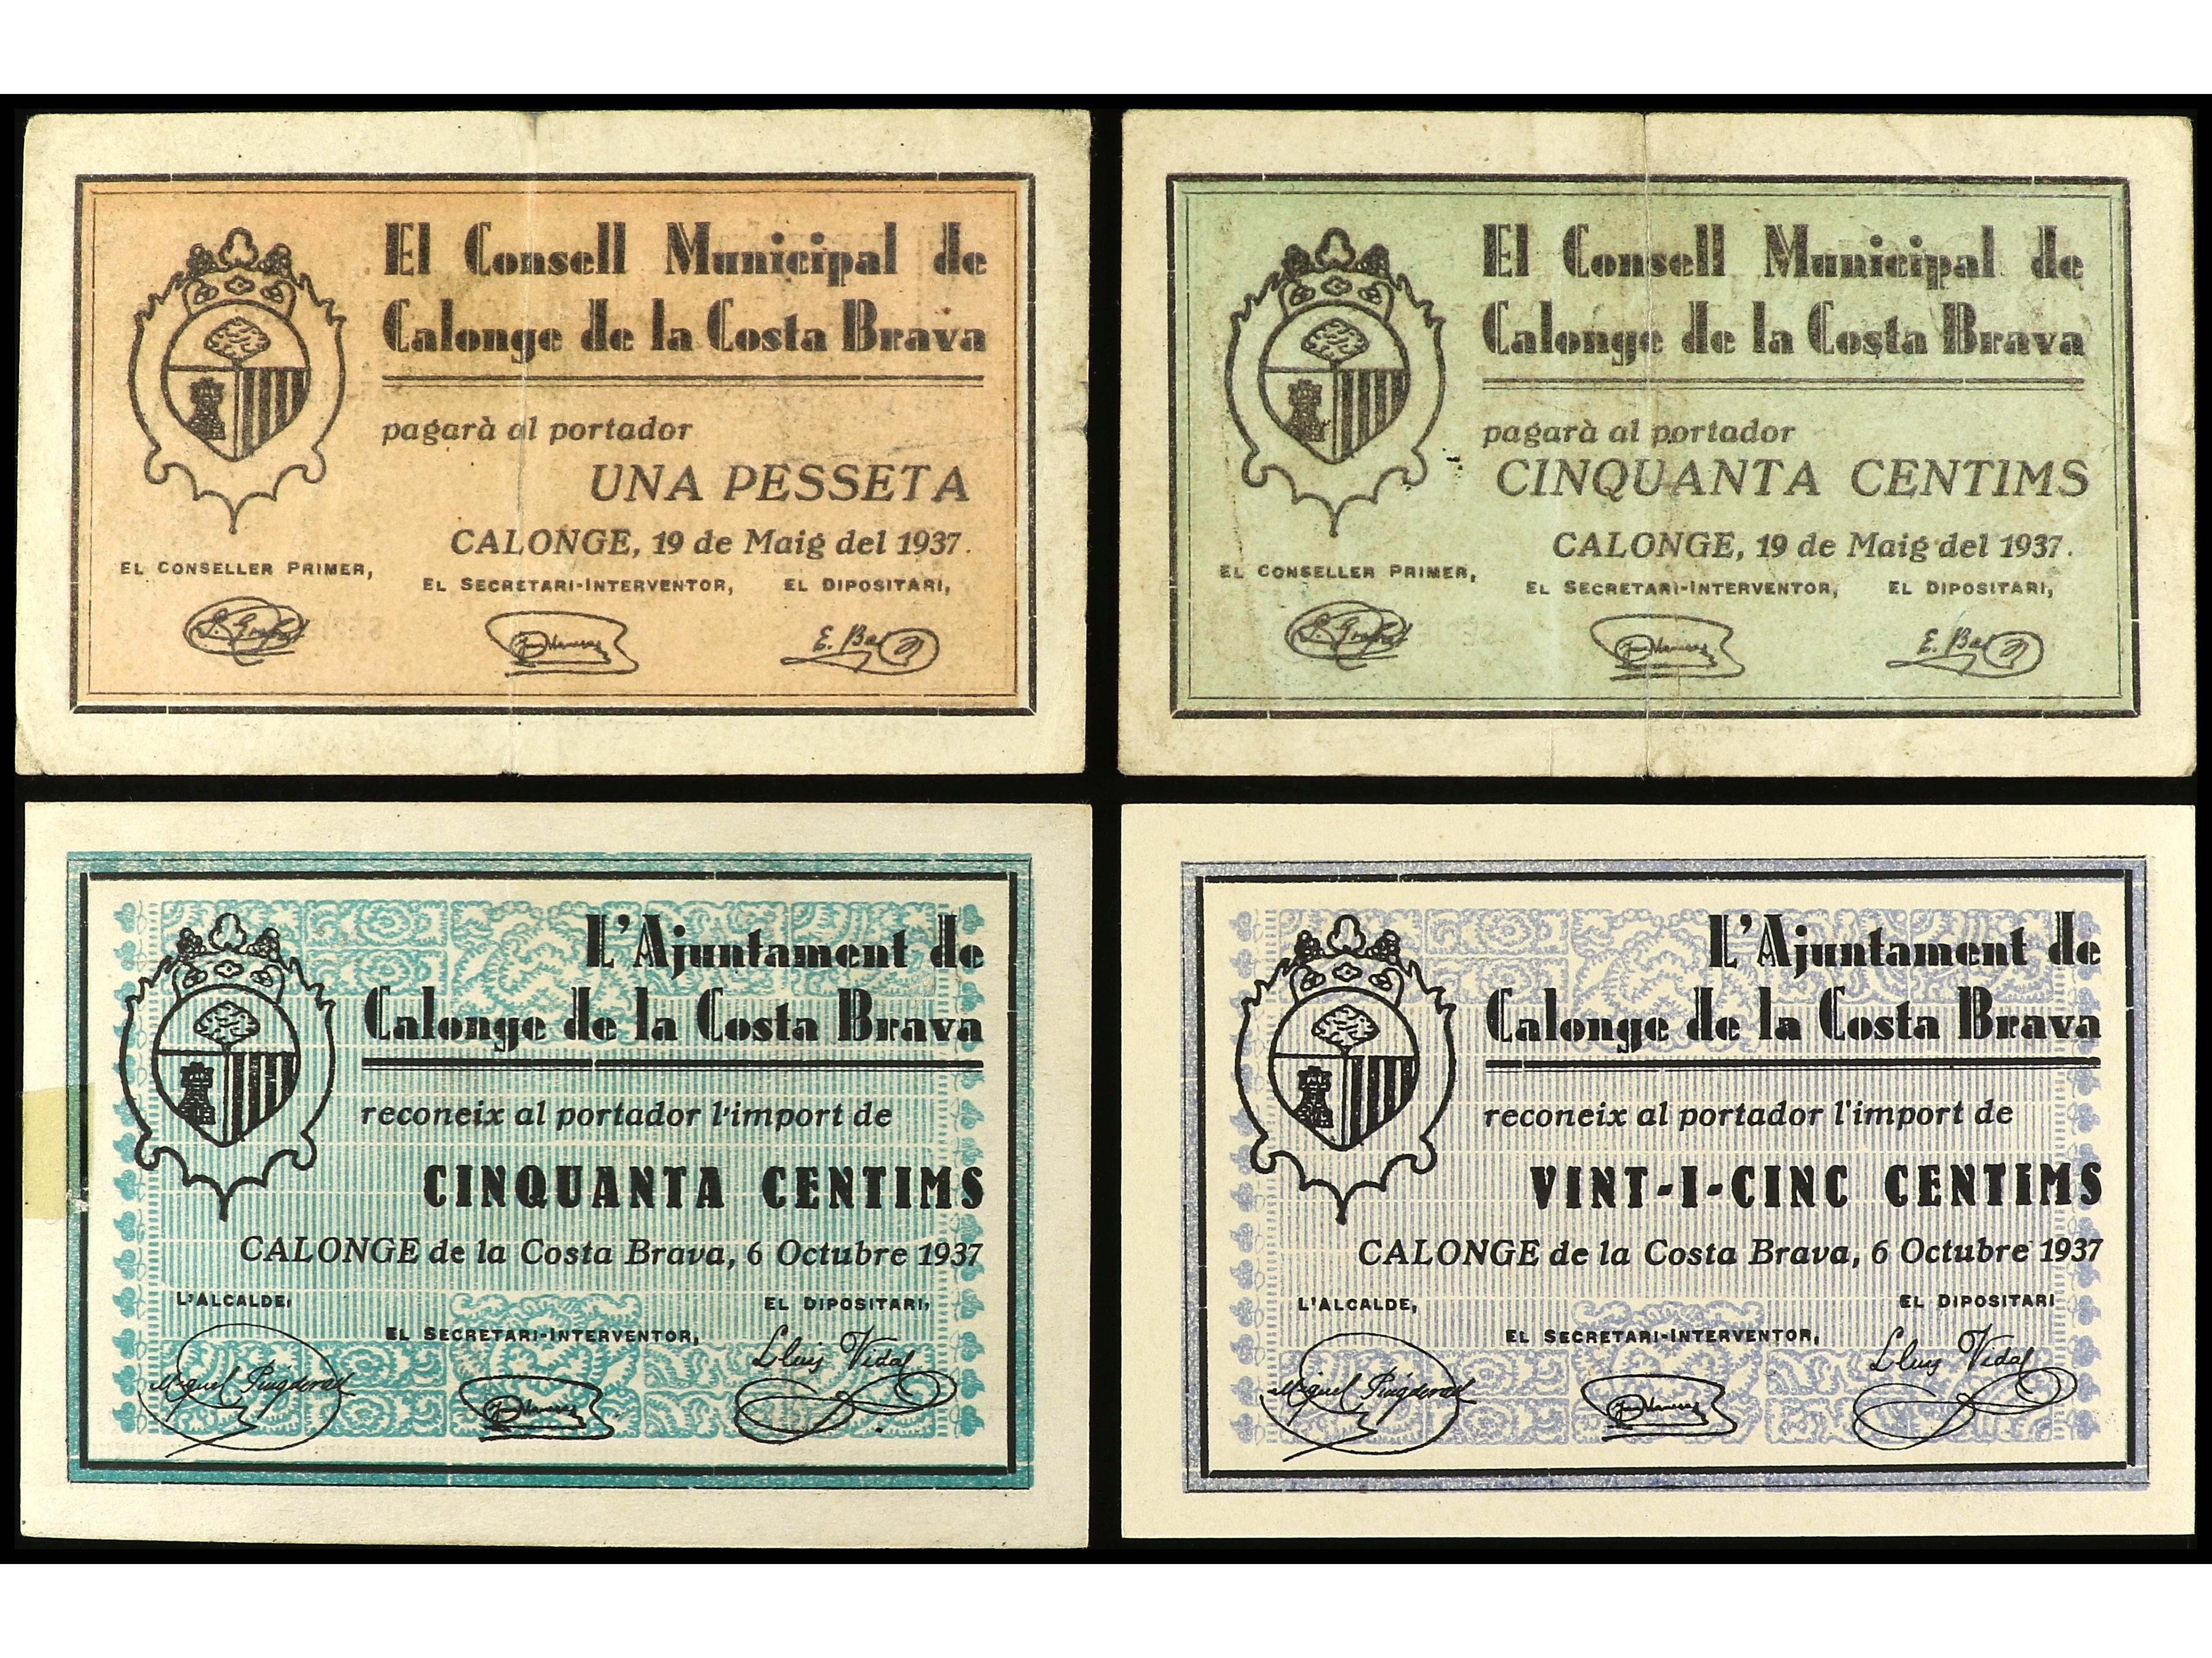 El Consell Municipal de
Calonge de la Costa Brava
pagarà al portador
UNA PESSETA
CALONGE, 19 de Maig del 1937.
EL CONSELLER PRIMER,
EL SECRETARI-INTERVENTOR,
EL DIPOSITARI,
El Consell Municipal de
Calonge de la Costa Brava
pagarà al portador
CINQUANTA CENTIMS
CALONGE, 19 de Maig del 1937.
EL CONSELLER PRIMER,
EL SECRETARI-INTERVENTOR,
EL DIPOSITARI,
L'Ajuntament de
Calonge de la Costa Brava
reconeix al portador l'import de
CINQUANTA CENTIMS
CALONGE de la Costa Brava, 6 Octubre 1937
L'ALCALDE,
EL DIPOSITARI,
EL SECRETARI-INTERVENTOR,
Lluis Vidal
L'Ajuntament de
Calonge de la Costa Brava
reconeix al portador l'import de
VINT-I-CINC CENTIMS
CALONGE de la Costa Brava, 6 Octubre 1937
L'ALCALDE,
EL DIPOSITARI
EL SECRETARI-INTERVENTOR,
Lluis Vidal